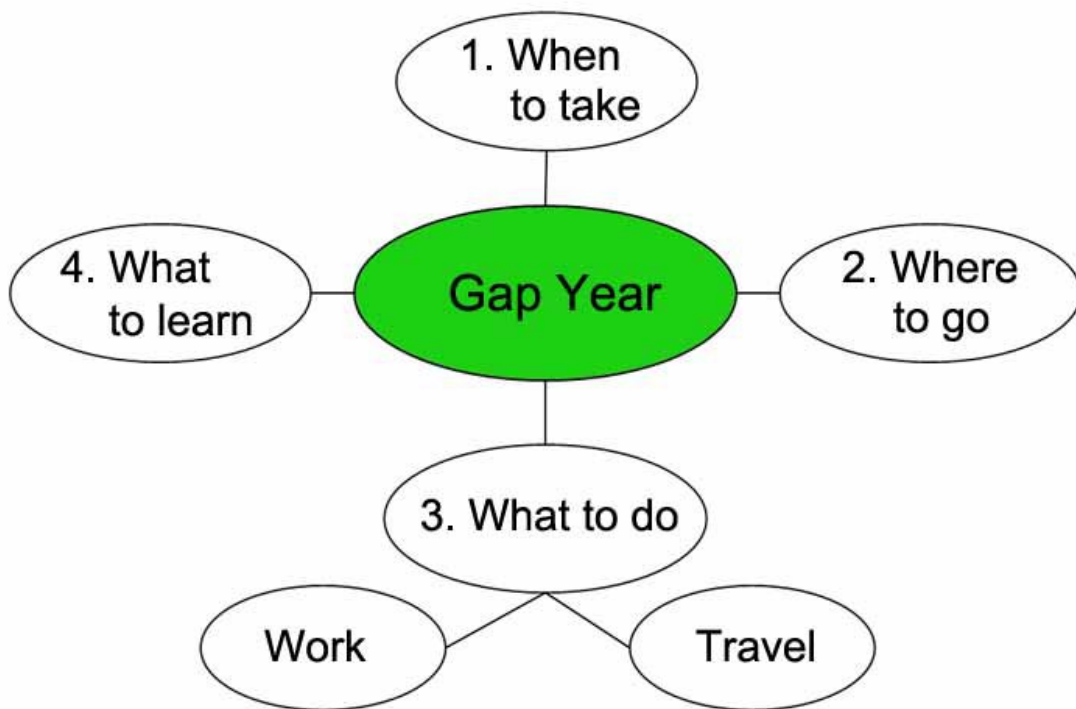 1. When
to take
4. What
to learn
Gap Year
2. Where
to go
3. What to do
Work
Travel